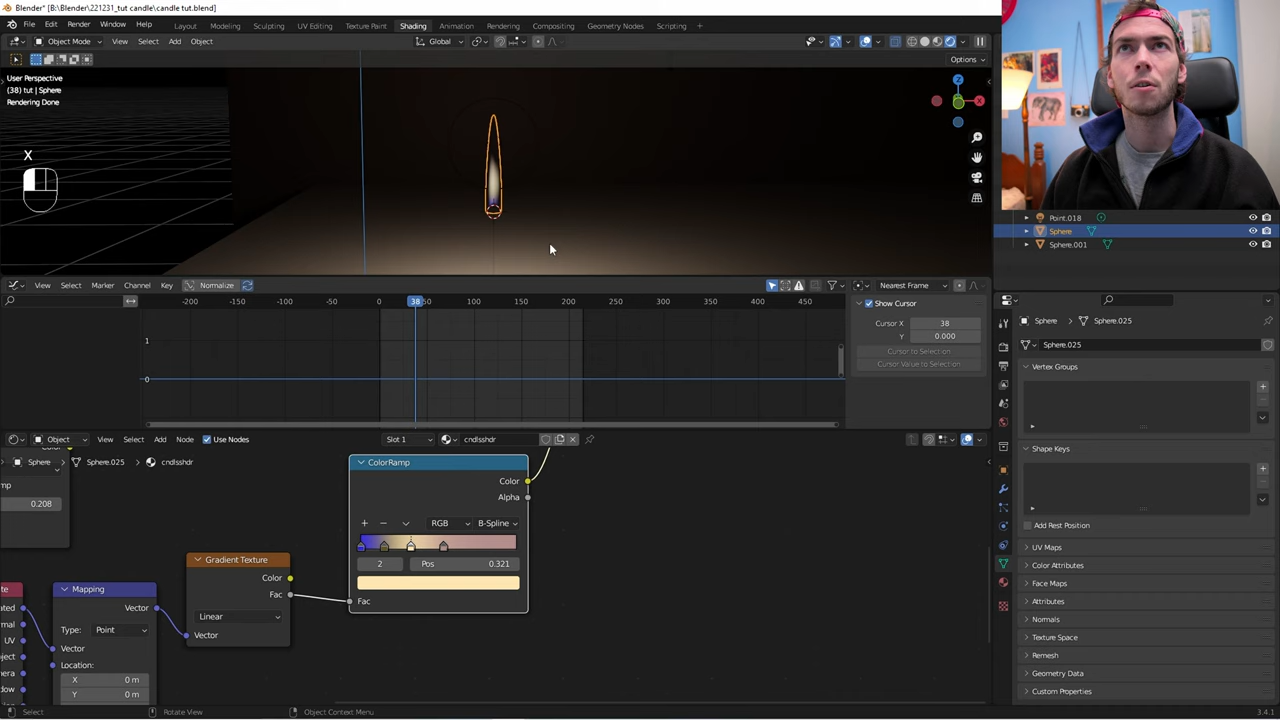 Blender* [B:\Blender\221231_tut candle\candle tut.blend]
File Edit Render Window Help Layout Modeling Sculpting UV Editing Texture Paint Shading Animation Rendering Compositing Geometry Nodes Scripting +
Object Mode View Select Add Object Global
Options
User Perspective
(38) tut | Sphere
Rendering Done
X
Z
X
Point.018
Sphere
Sphere.001
View Select Marker Channel Key Normalize Nearest Frame
-200 -150 -100 -50 0 38 50 100 150 200 250 300 350 400 450
1
0
Show Cursor
Cursor X 38
Y 0.000
Cursor to Selection
Cursor Value to Selection
Sphere Sphere.025
Sphere.025
Vertex Groups
Shape Keys
Add Rest Position
UV Maps
Color Attributes
Face Maps
Attributes
Normals
Texture Space
Remesh
Geometry Data
Custom Properties
Object View Select Add Node Use Nodes Slot 1 cndlsshdr
Sphere Sphere.025 cndlsshdr
0.208
ColorRamp
Color
Alpha
+ − RGB B-Spline
2 Pos 0.321
Fac
Gradient Texture
Color
Fac
Linear
Vector
Mapping
Vector
Type: Point
Vector
Location:
X 0 m
Y 0 m
Select Rotate View Object Context Menu 3.4.1